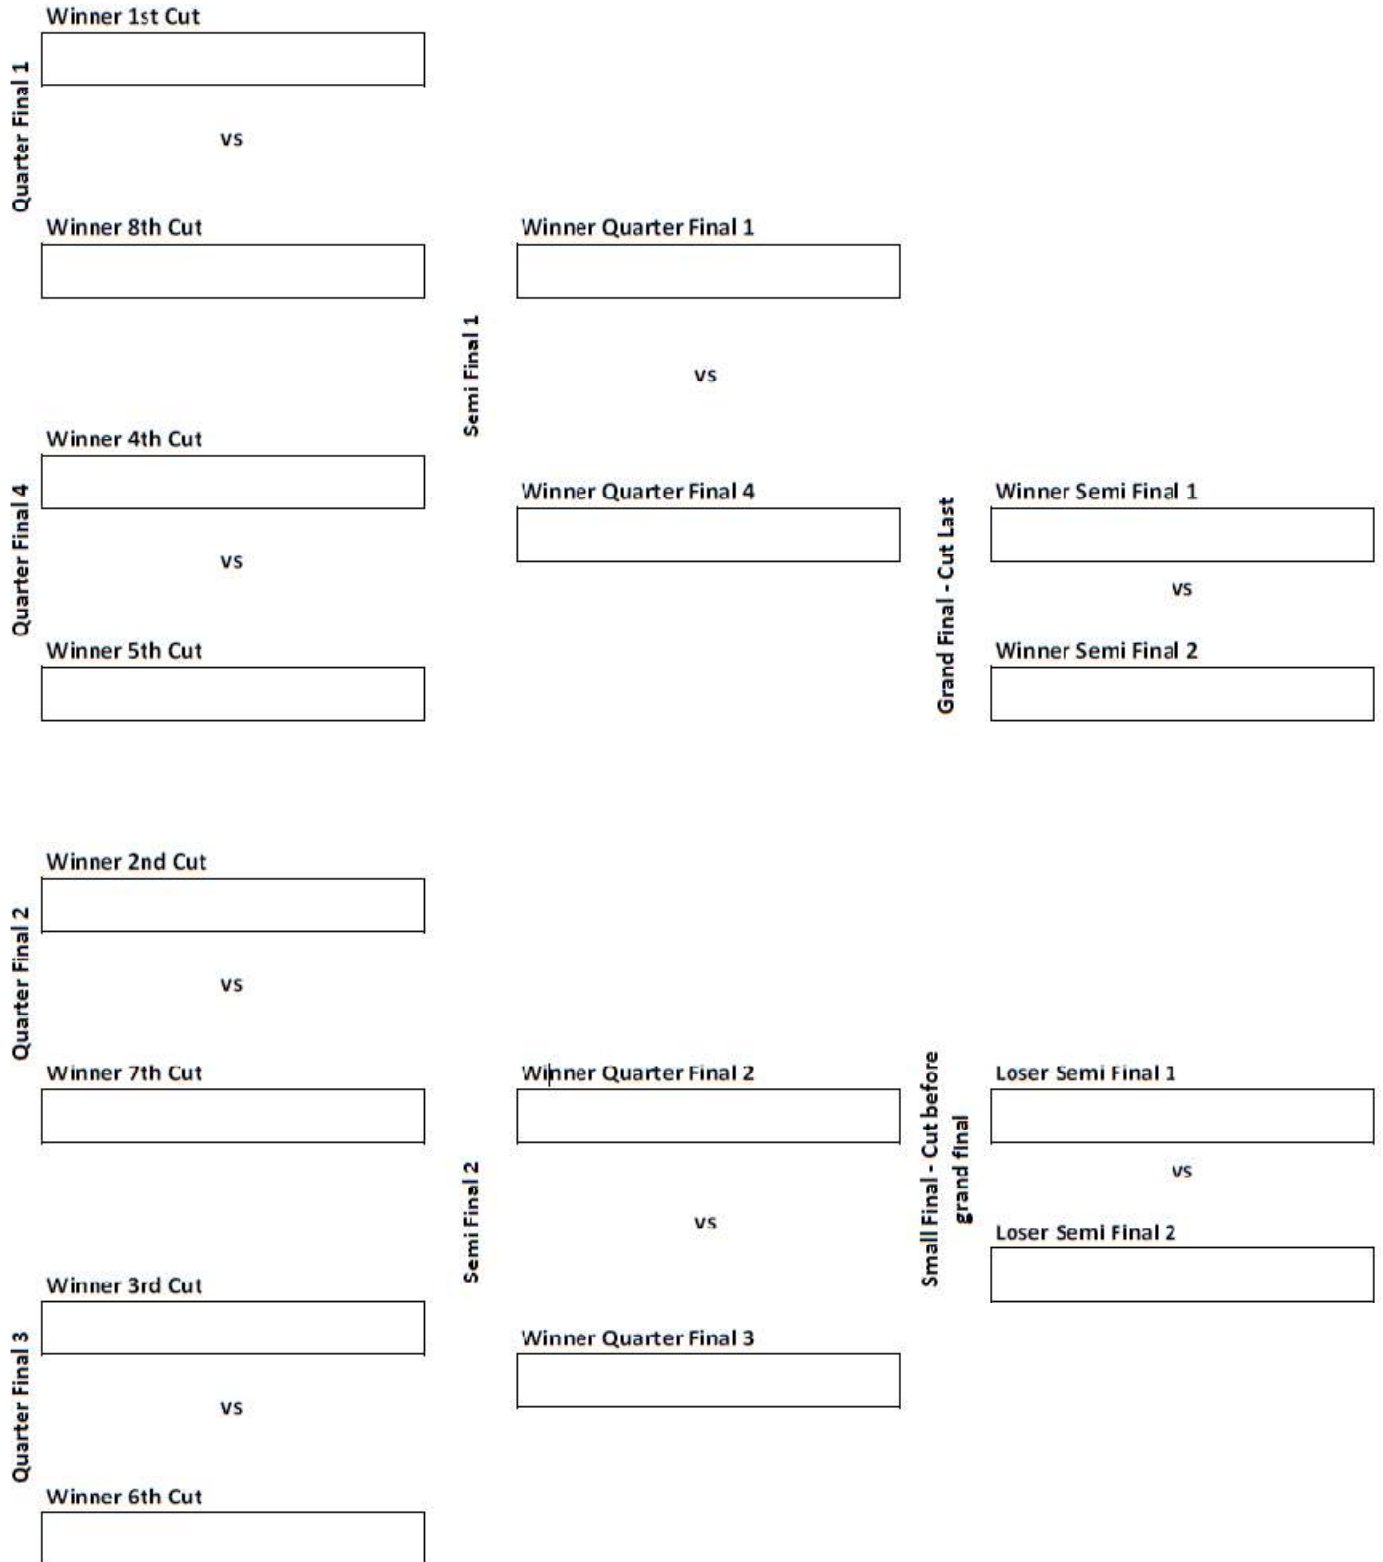 Winner 1st Cut
Quarter Final 1
vs
Winner 8th Cut
Winner Quarter Final 1
Semi Final 1
vs
Winner 4th Cut
Quarter Final 4
vs
Winner Quarter Final 4
Winner 5th Cut
Grand Final - Cut Last
Winner Semi Final 1
vs
Winner Semi Final 2
Winner 2nd Cut
Quarter Final 2
vs
Winner 7th Cut
Winner Quarter Final 2
Semi Final 2
vs
Small Final - Cut before
grand final
Loser Semi Final 1
vs
Loser Semi Final 2
Winner 3rd Cut
Quarter Final 3
vs
Winner Quarter Final 3
Winner 6th Cut